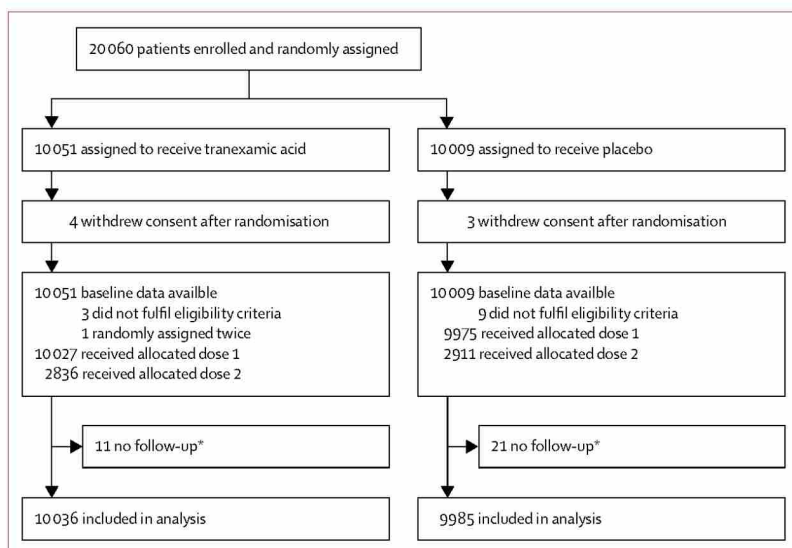 20 060 patients enrolled and randomly assigned
10 051 assigned to receive tranexamic acid
10 009 assigned to receive placebo
4 withdrew consent after randomisation
3 withdrew consent after randomisation
10 051 baseline data availble
3 did not fulfil eligibility criteria
1 randomly assigned twice
10 027 received allocated dose 1
2836 received allocated dose 2
10 009 baseline data availble
9 did not fulfil eligibility criteria
9975 received allocated dose 1
2911 received allocated dose 2
11 no follow-up*
21 no follow-up*
10 036 included in analysis
9985 included in analysis